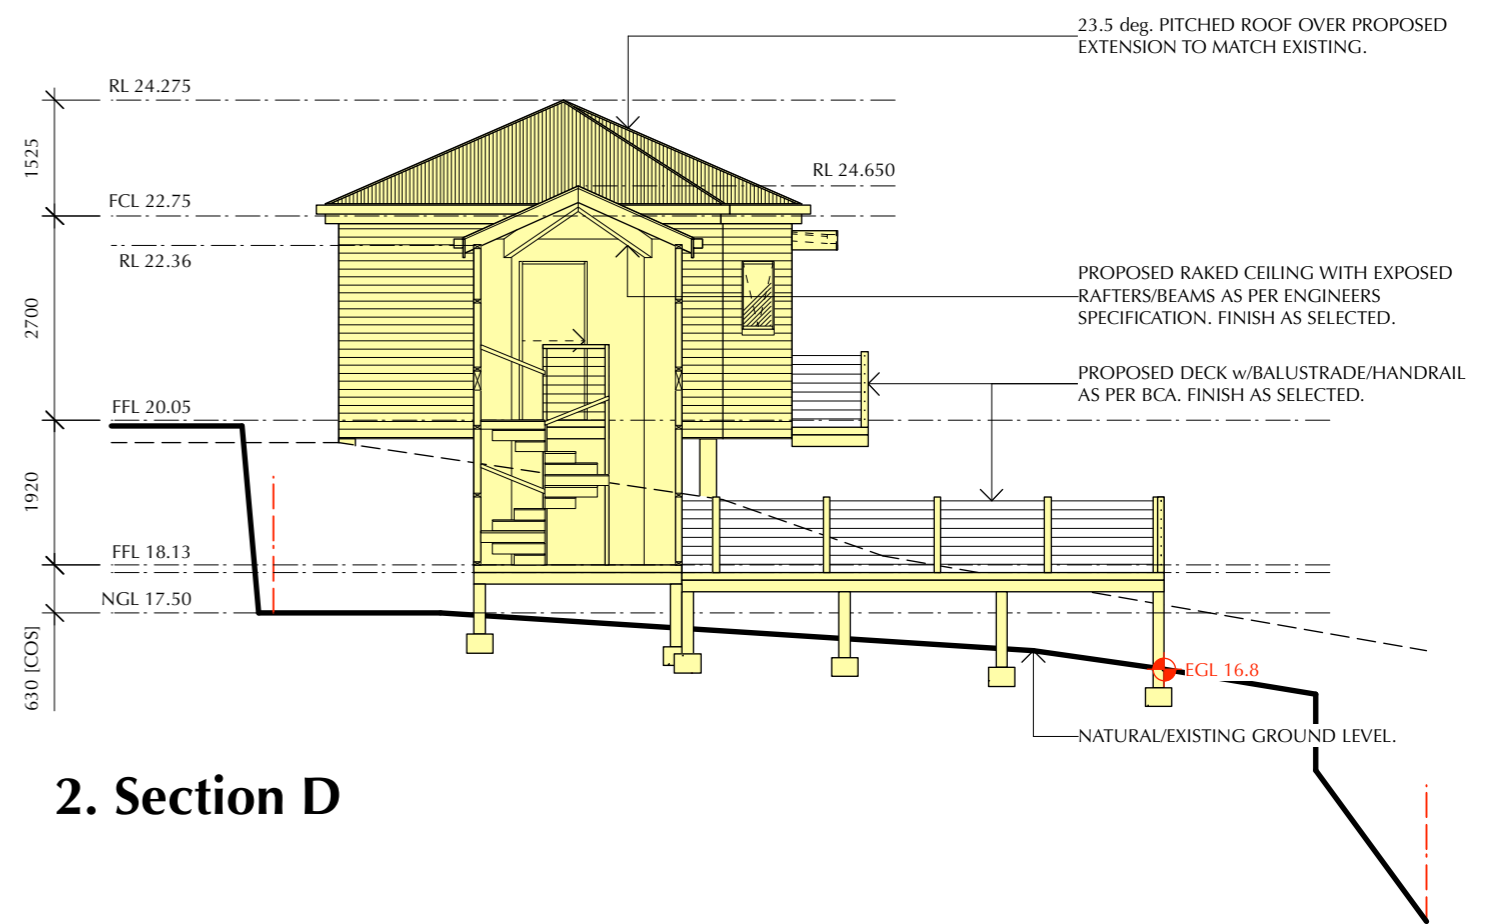 23.5 deg. PITCHED ROOF OVER PROPOSED
EXTENSION TO MATCH EXISTING.
RL 24.275
1525
RL 24.650
FCL 22.75
RL 22.36
2700
PROPOSED RAKED CEILING WITH EXPOSED
RAFTERS/BEAMS AS PER ENGINEERS
SPECIFICATION. FINISH AS SELECTED.
PROPOSED DECK w/BALUSTRADE/HANDRAIL
AS PER BCA. FINISH AS SELECTED.
FFL 20.05
1920
FFL 18.13
NGL 17.50
630 [COS]
EGL 16.8
NATURAL/EXISTING GROUND LEVEL.
2. Section D